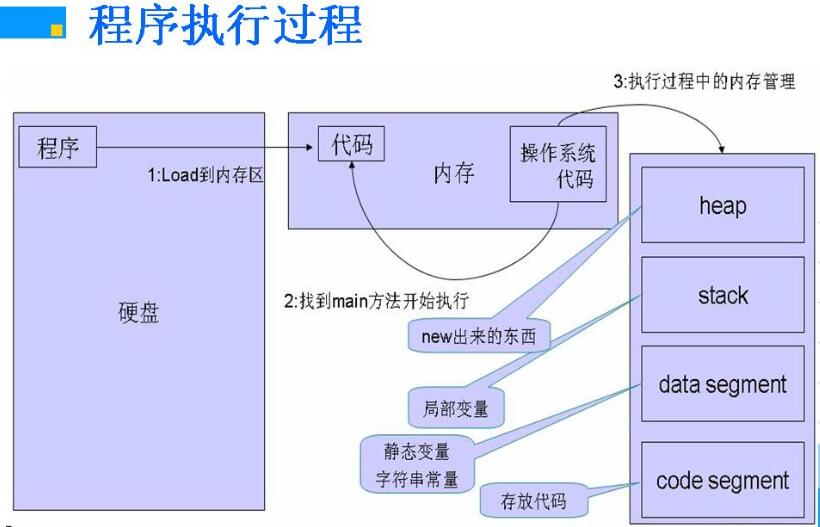 程序执行过程
3:执行过程中的内存管理
程序
代码
操作系统
代码
内存
1:Load到内存区
heap
硬盘
2:找到main方法开始执行
stack
new出来的东西
data segment
局部变量
静态变量
字符串常量
code segment
存放代码